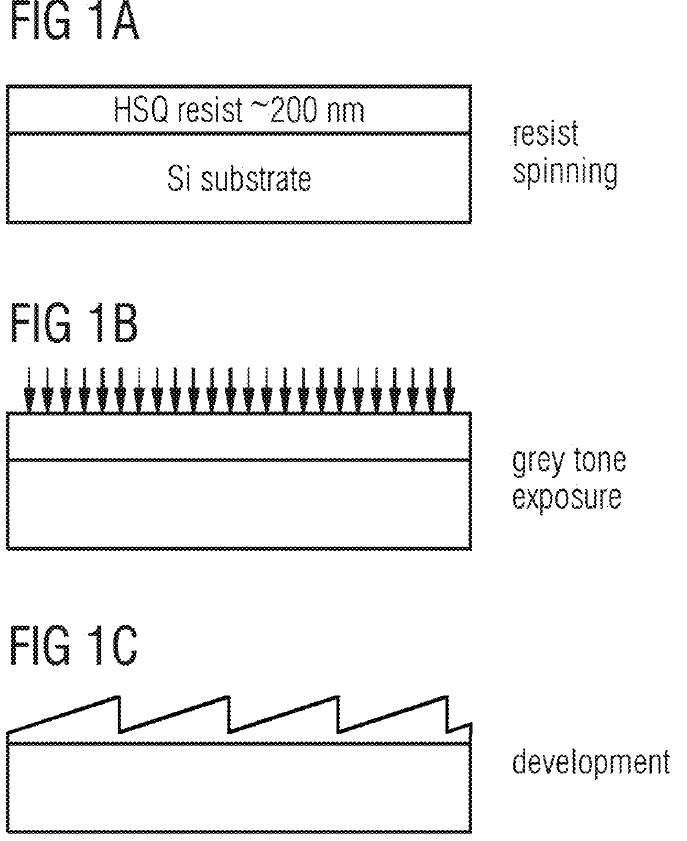 FIG 1A
HSQ resist ~200 nm
Si substrate
resist
spinning
FIG 1B
grey tone
exposure
FIG 1C
development